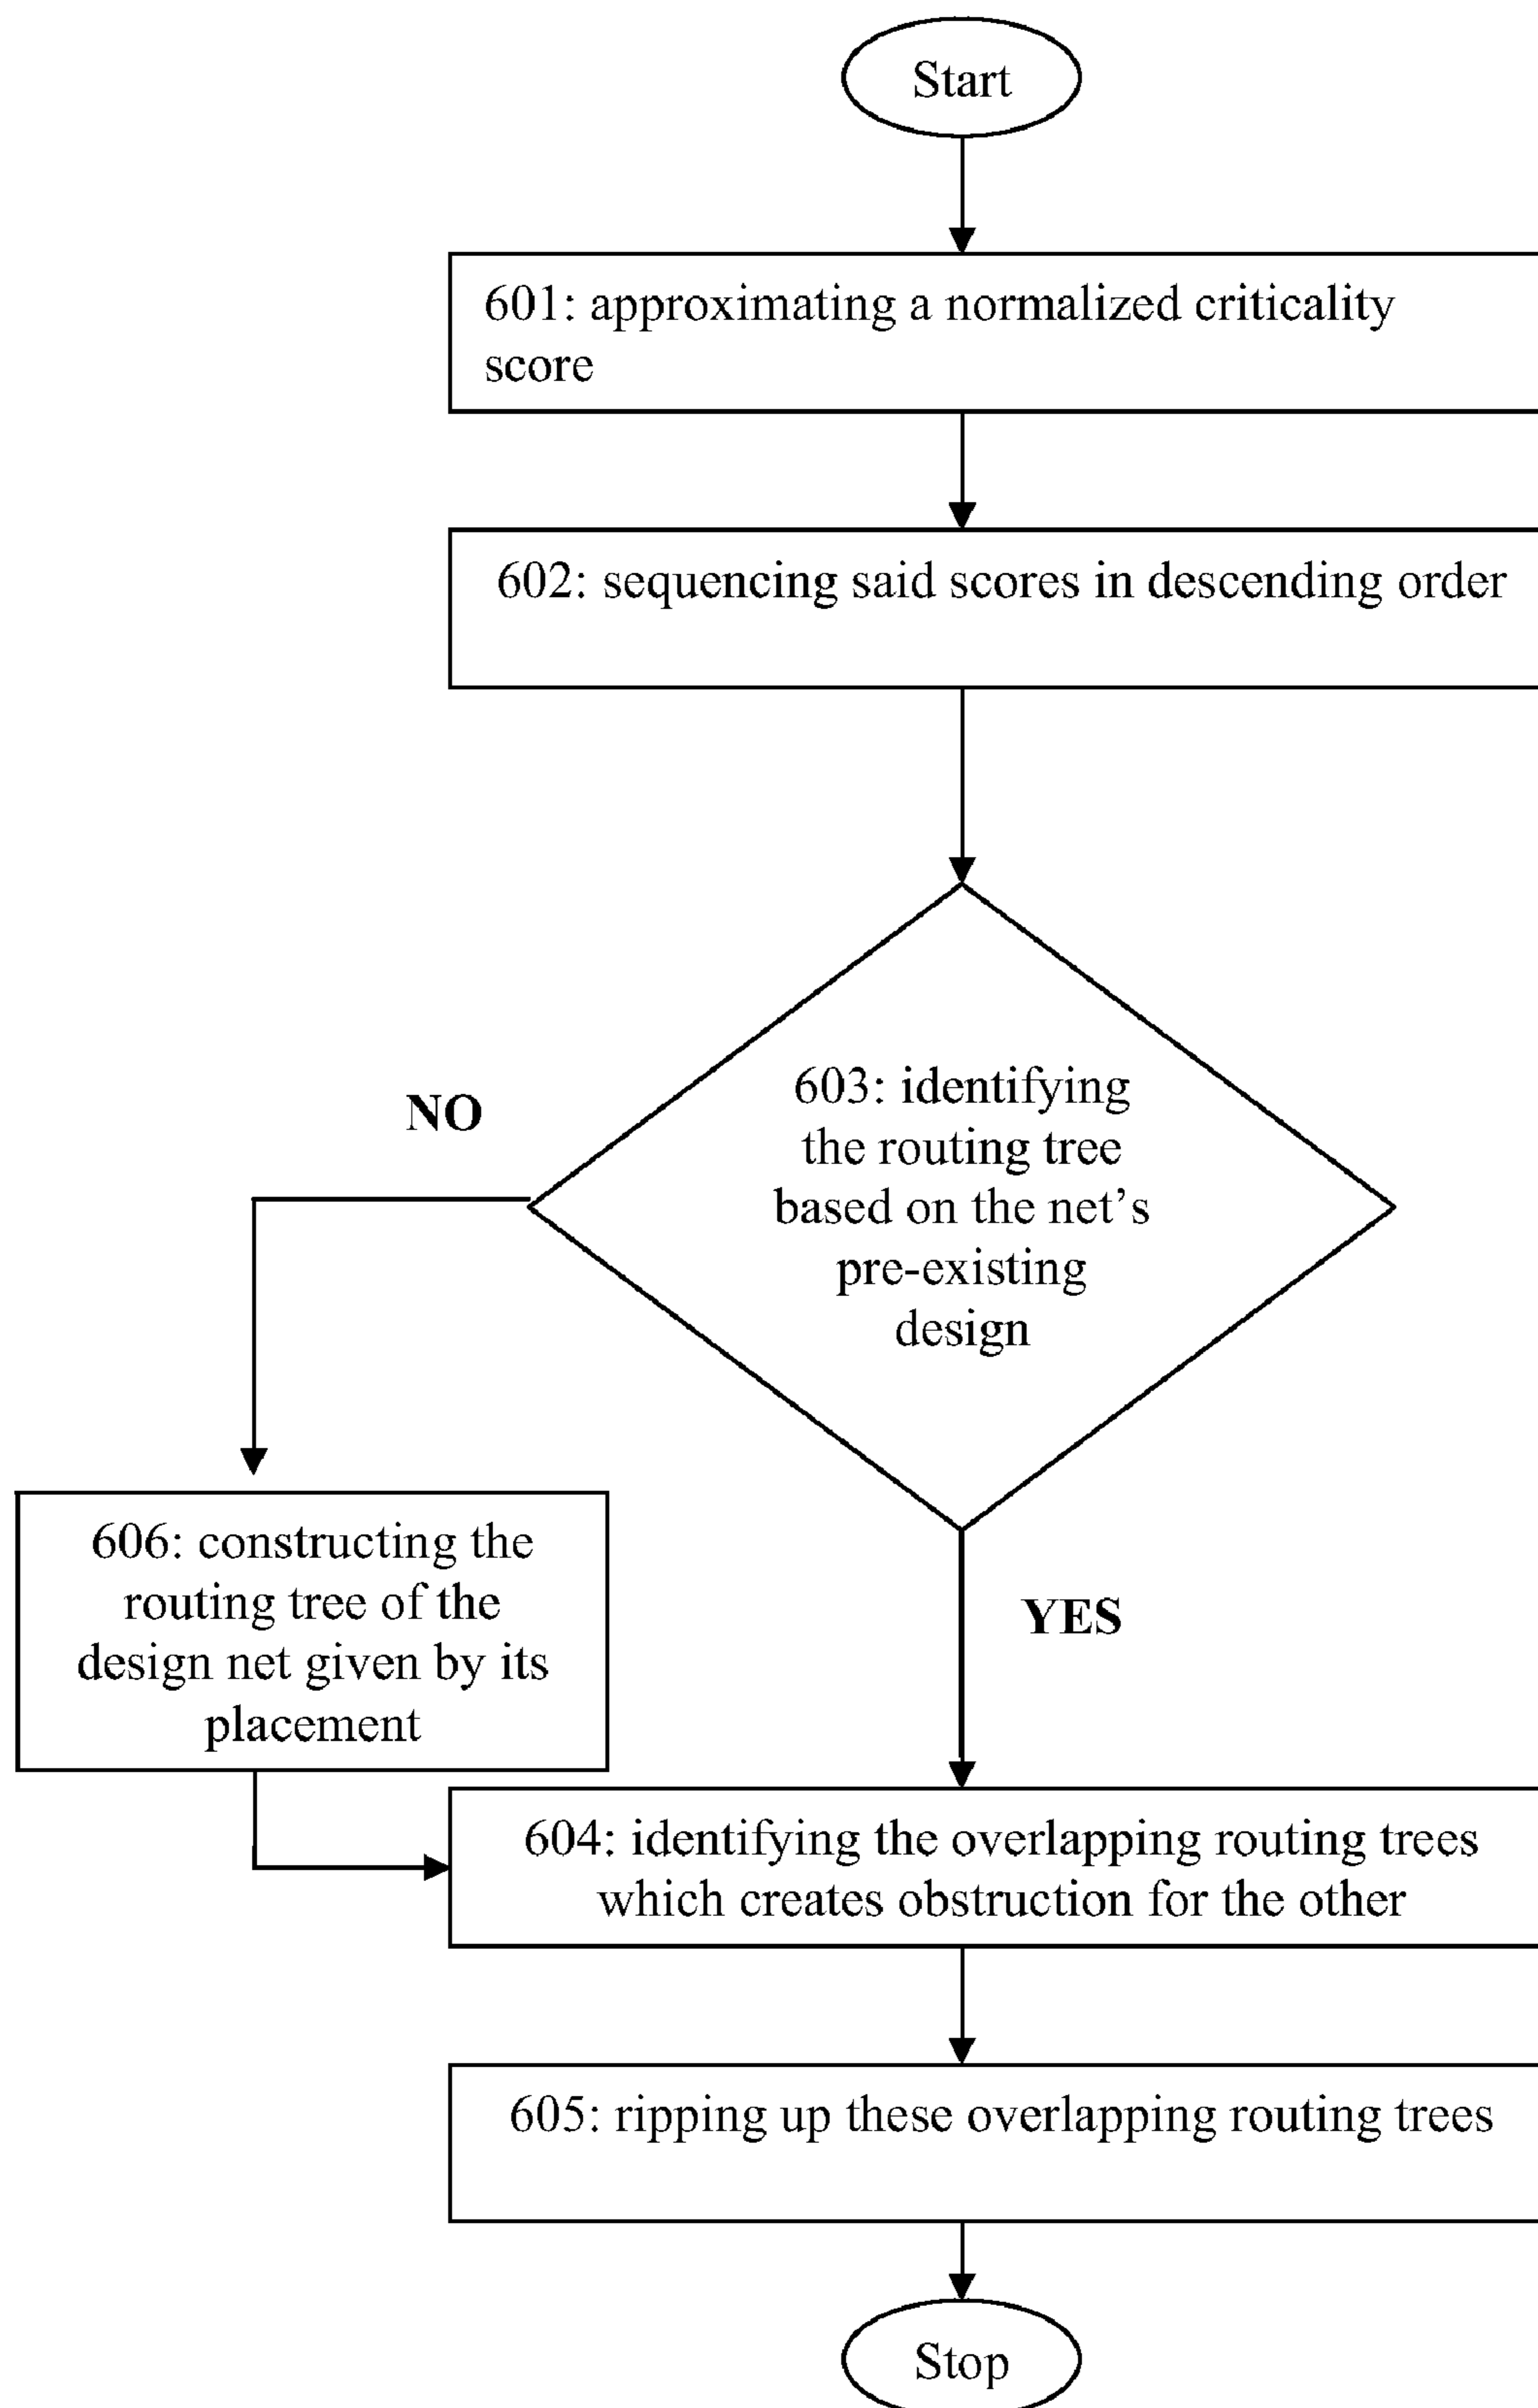 Start
601: approximating a normalized criticality
score
602: sequencing said scores in descending order
603: identifying
the routing tree
based on the net's
pre-existing
design
NO
YES
606: constructing the
routing tree of the
design net given by its
placement
604: identifying the overlapping routing trees
which creates obstruction for the other
605: ripping up these overlapping routing trees
Stop